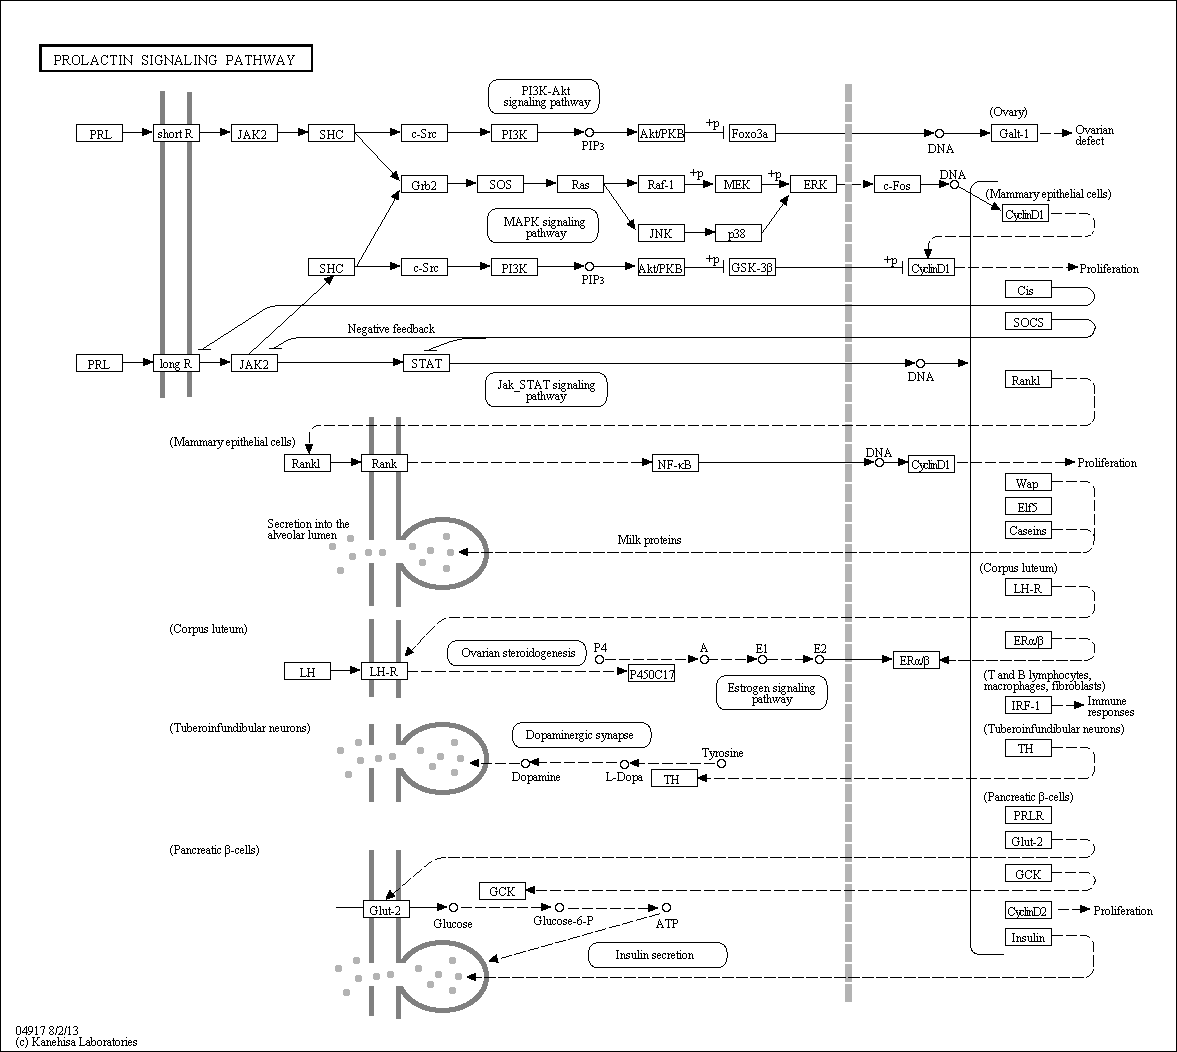 PROLACTIN SIGNALING PATHWAY
PI3K-Akt
signaling pathway
(Ovary)
PRL
short R
JAK2
SHC
c-Src
PI3K
PIP3
Akt/PKB
+p
Foxo3a
DNA
Galt-1
Ovarian
defect
Grb2
SOS
Ras
Raf-1
+p
MEK
+p
ERK
c-Fos
DNA
(Mammary epithelial cells)
CyclinD1
MAPK signaling
pathway
JNK
p38
SHC
c-Src
PI3K
PIP3
Akt/PKB
+p
GSK-3β
+p
CyclinD1
Proliferation
Cis
SOCS
Negative feedback
PRL
long R
JAK2
STAT
DNA
Jak_STAT signaling
pathway
Rankl
(Mammary epithelial cells)
Rankl
Rank
NF-κB
DNA
CyclinD1
Proliferation
Wap
Elf5
Caseins
Secretion into the
alveolar lumen
Milk proteins
(Corpus luteum)
LH-R
(Corpus luteum)
LH
LH-R
Ovarian steroidogenesis
P4
P450C17
A
E1
E2
ERα/β
ERα/β
Estrogen signaling
pathway
(T and B lymphocytes,
macrophages, fibroblasts)
IRF-1
Immune
responses
(Tuberoinfundibular neurons)
TH
(Tuberoinfundibular neurons)
Dopaminergic synapse
Dopamine
L-Dopa
Tyrosine
TH
(Pancreatic β-cells)
PRLR
Glut-2
GCK
CyclinD2
Proliferation
Insulin
(Pancreatic β-cells)
GCK
Glut-2
Glucose
Glucose-6-P
ATP
Insulin secretion
04917 8/2/13
(c) Kanehisa Laboratories